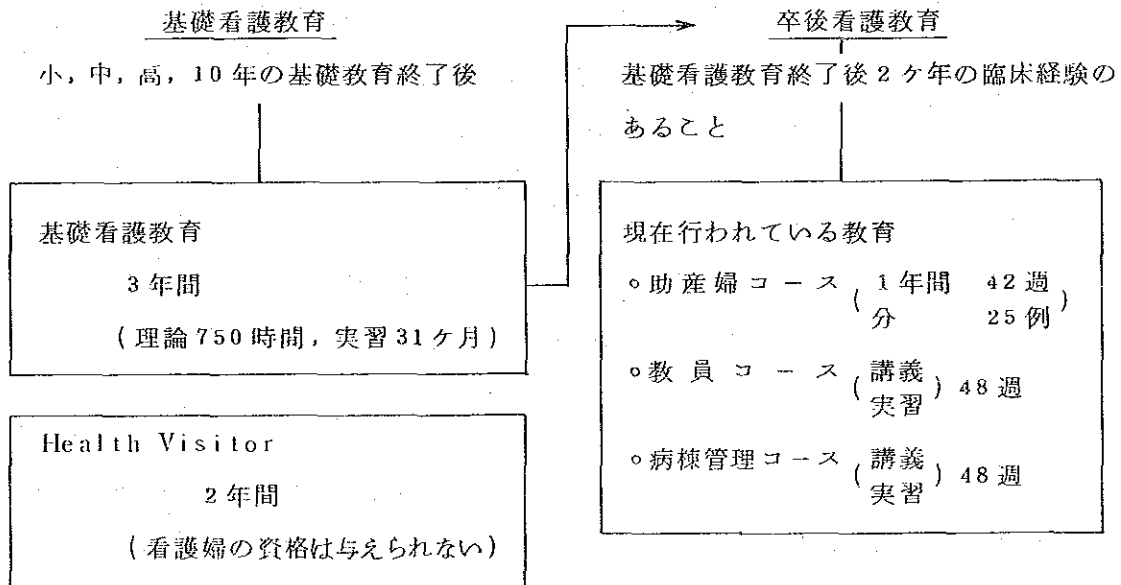 基礎看護教育
小，中，高，10年の基礎教育終了後
基礎看護教育
3年間
（理論750時間，実習31ヶ月）
Health Visitor
2年間
（看護婦の資格は与えられない）
卒後看護教育
基礎看護教育終了後2ケ年の臨床経験の
あること
現在行われている教育
○助産婦コース（1年間 42週
分 25例）
○教員コース（講義
実習）48週
○病棟管理コース（講義
実習）48週